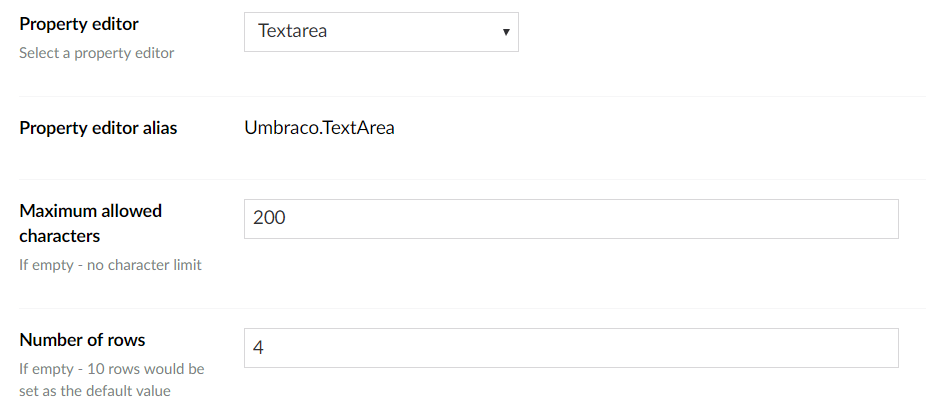 Property editor
Textarea
Select a property editor
Property editor alias
Umbraco.TextArea
Maximum allowed
characters
200
If empty - no character limit
Number of rows
4
If empty - 10 rows would be
set as the default value